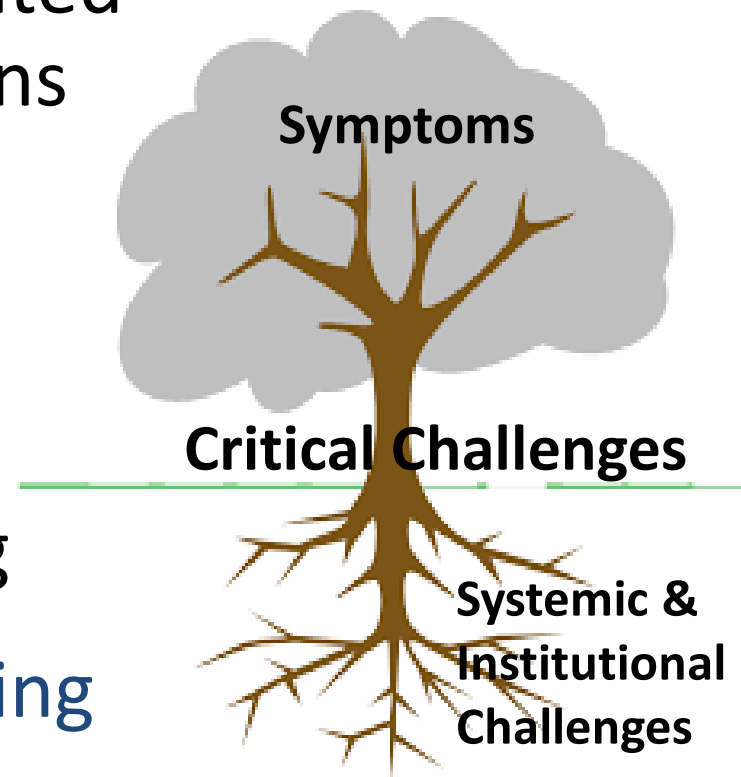 ns
Symptoms
Critical Challenges
Systemic &
Institutional
Challenges
ing